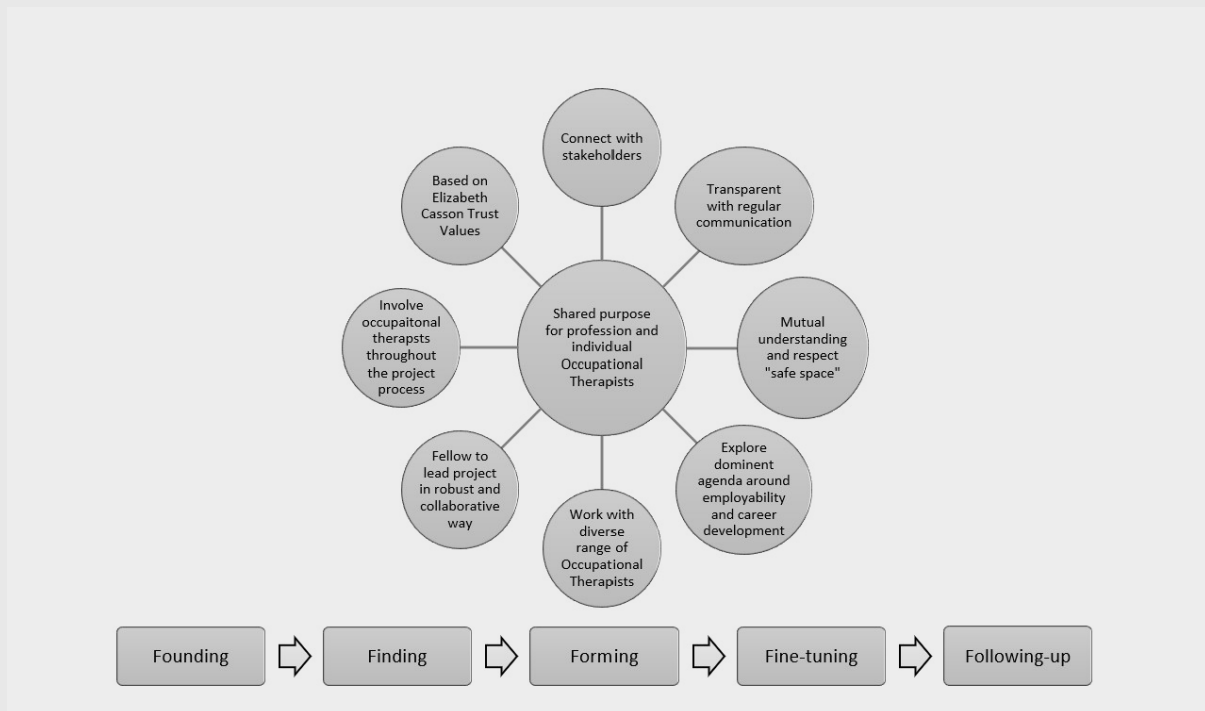 Connect with
stakeholders
Transparent
with regular
communication
Mutual
understanding
and respect
"safe space"
Explore
dominent
agenda around
employability
and career
development
Work with
diverse
range of
Occupational
Therapists
Fellow to
lead project
in robust and
collaborative
way
Involve
occupaitonal
therapsts
throughout
the project
process
Based on
Elizabeth
Casson Trust
Values
Shared purpose
for profession and
individual
Occupational
Therapists
Founding
Finding
Forming
Fine-tuning
Following-up